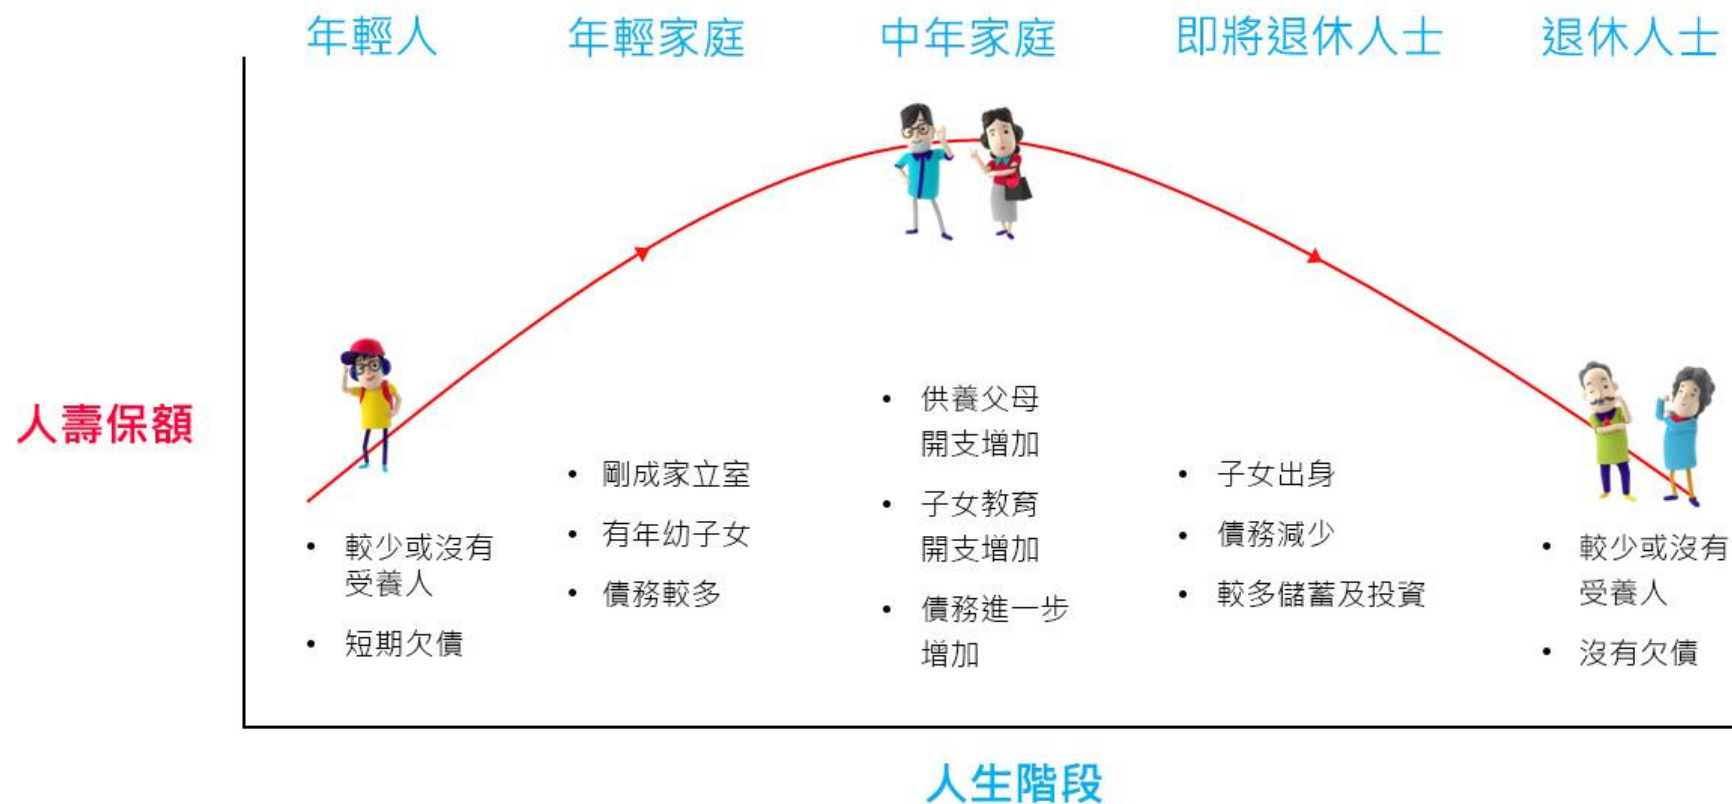 年輕人
年輕家庭
中年家庭
即將退休人士
退休人士
人壽保額
較少或沒有
受養人
短期欠債
剛成家立室
有年幼子女
債務較多
供養父母
開支增加
子女教育
開支增加
債務進一步
增加
子女出身
債務減少
較多儲蓄及投資
較少或沒有
受養人
沒有欠債
人生階段